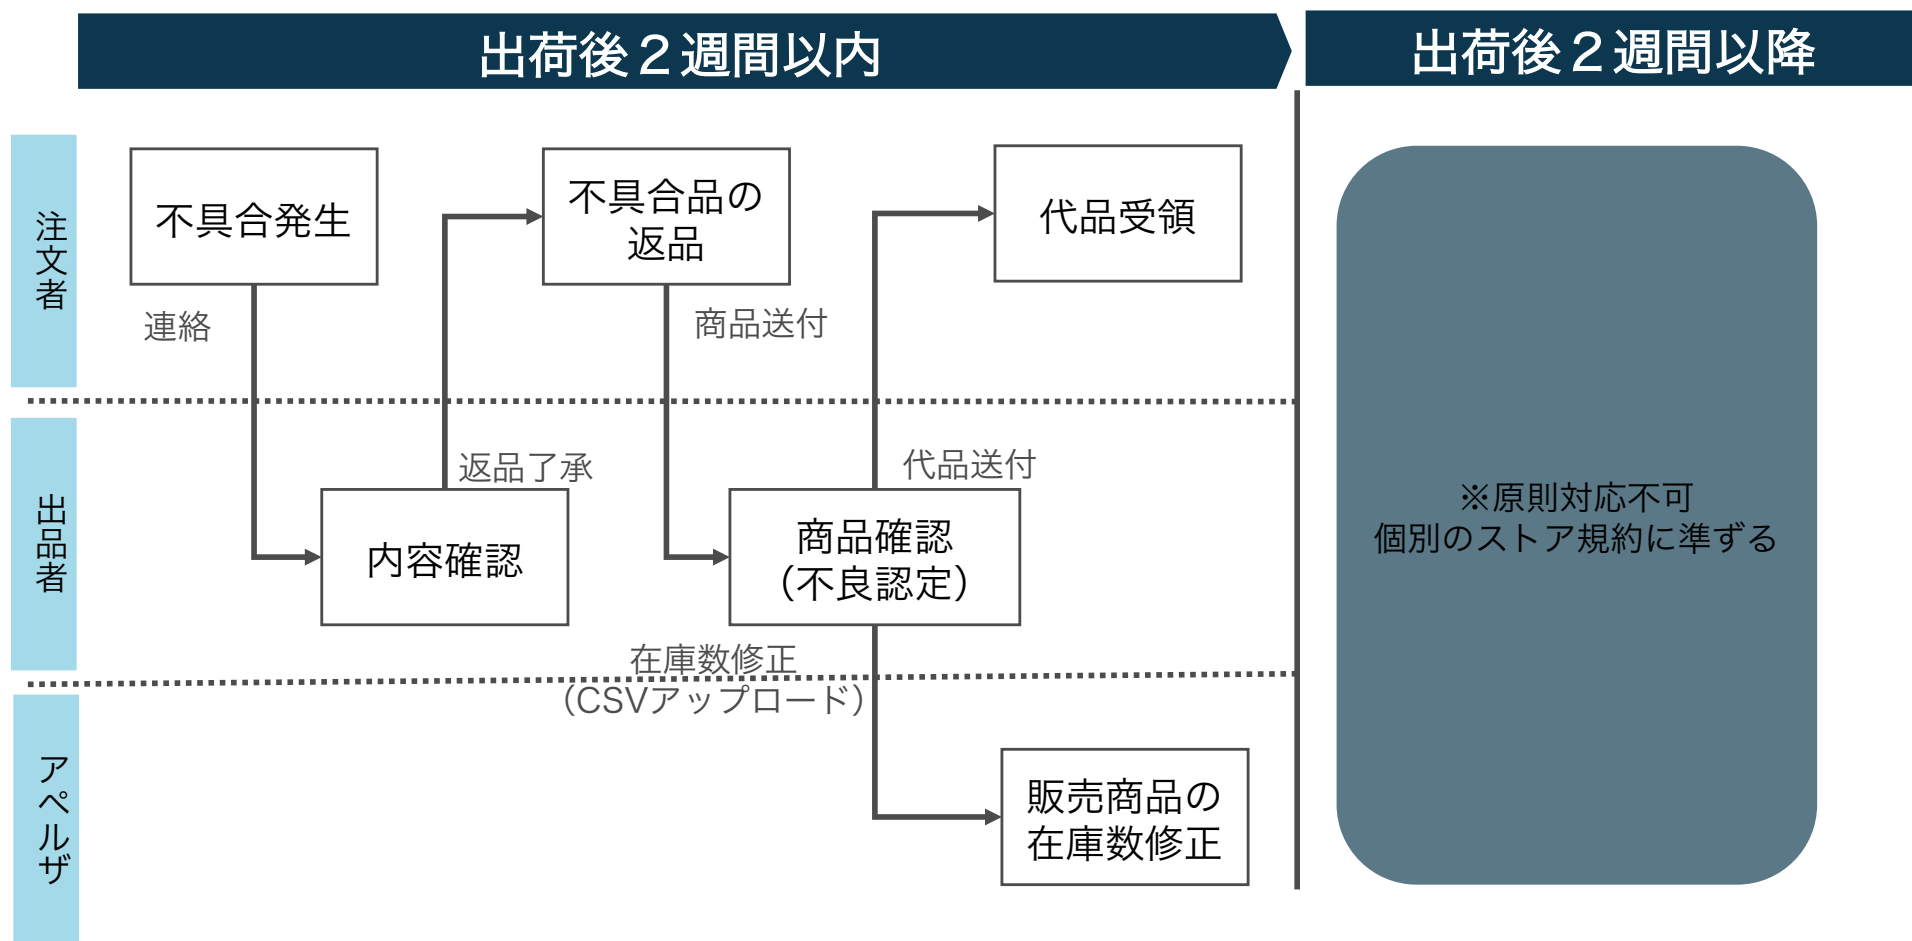 出荷後２週間以内
出荷後２週間以降
注文者
不具合発生
不具合品の
返品
代品受領
連絡
商品送付
出品者
返品了承
代品送付
内容確認
商品確認
（不良認定）
在庫数修正
（CSVアップロード）
アペルザ
販売商品の
在庫数修正
※原則対応不可
個別のストア規約に準ずる